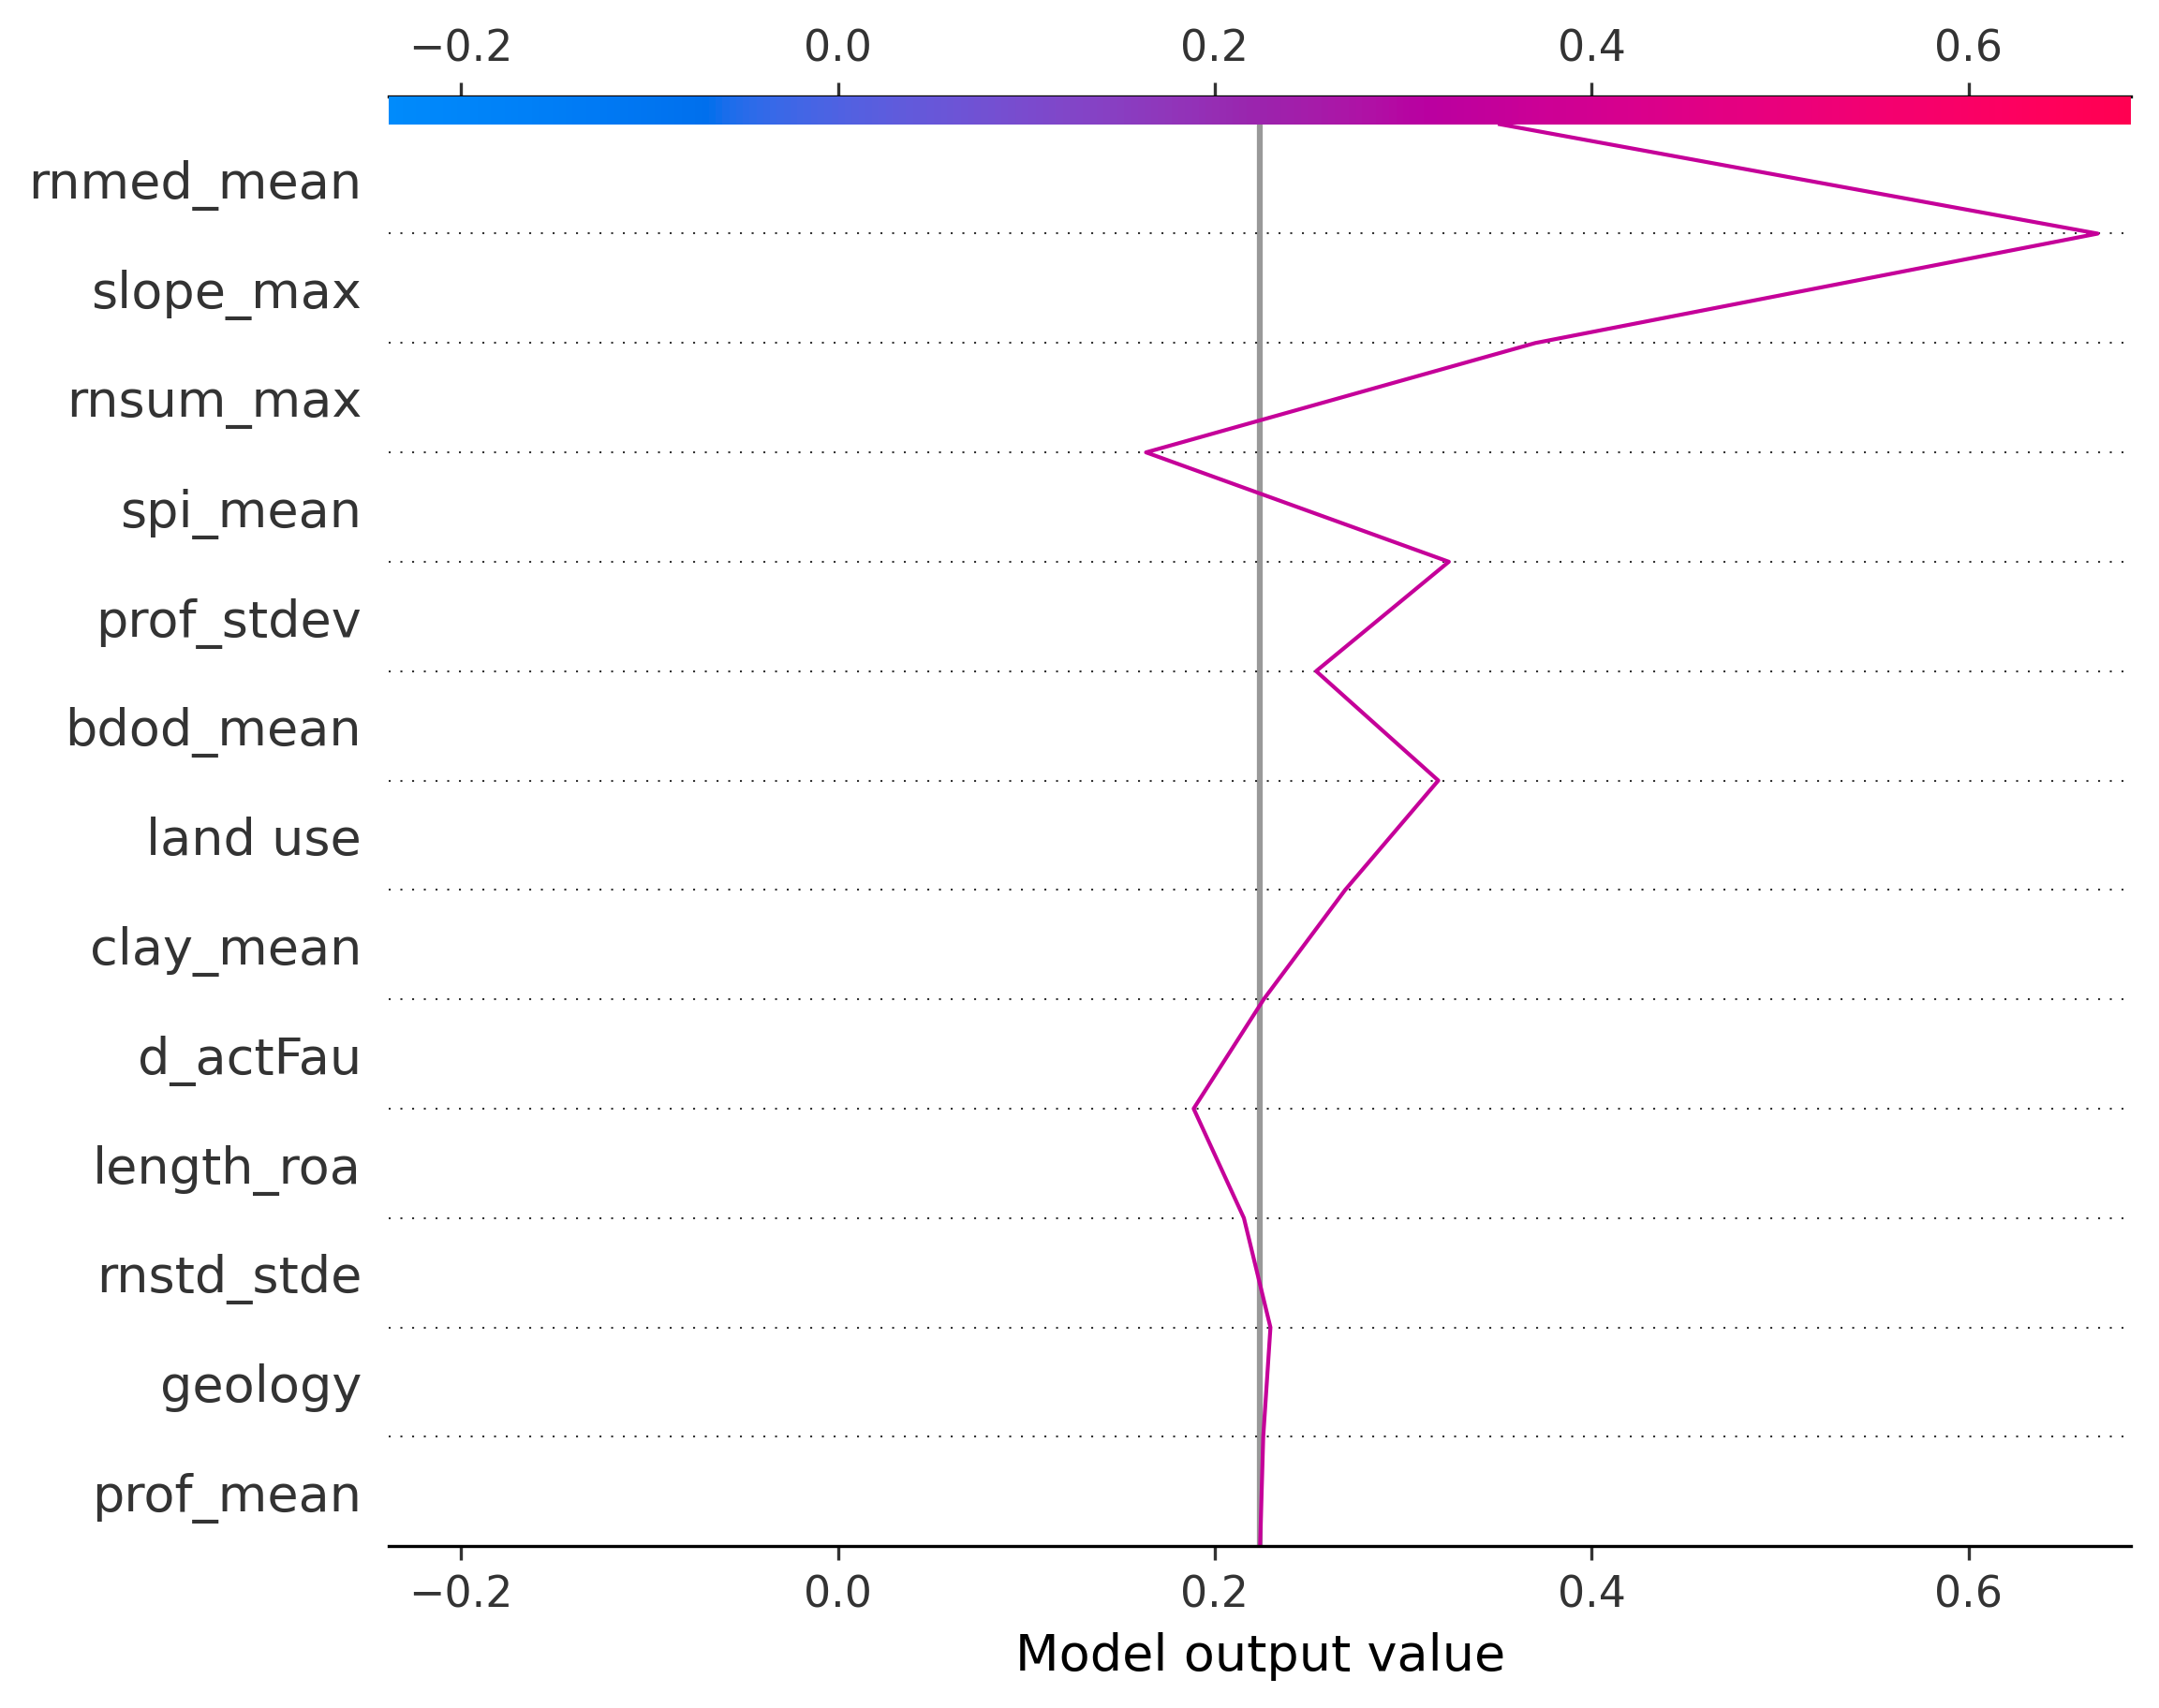 −0.2 0.0 0.2 0.4 0.6
rnmed_mean
slope_max
rnsum_max
spi_mean
prof_stdev
bdod_mean
land use
clay_mean
d_actFau
length_roa
rnstd_stde
geology
prof_mean
−0.2 0.0 0.2 0.4 0.6
Model output value